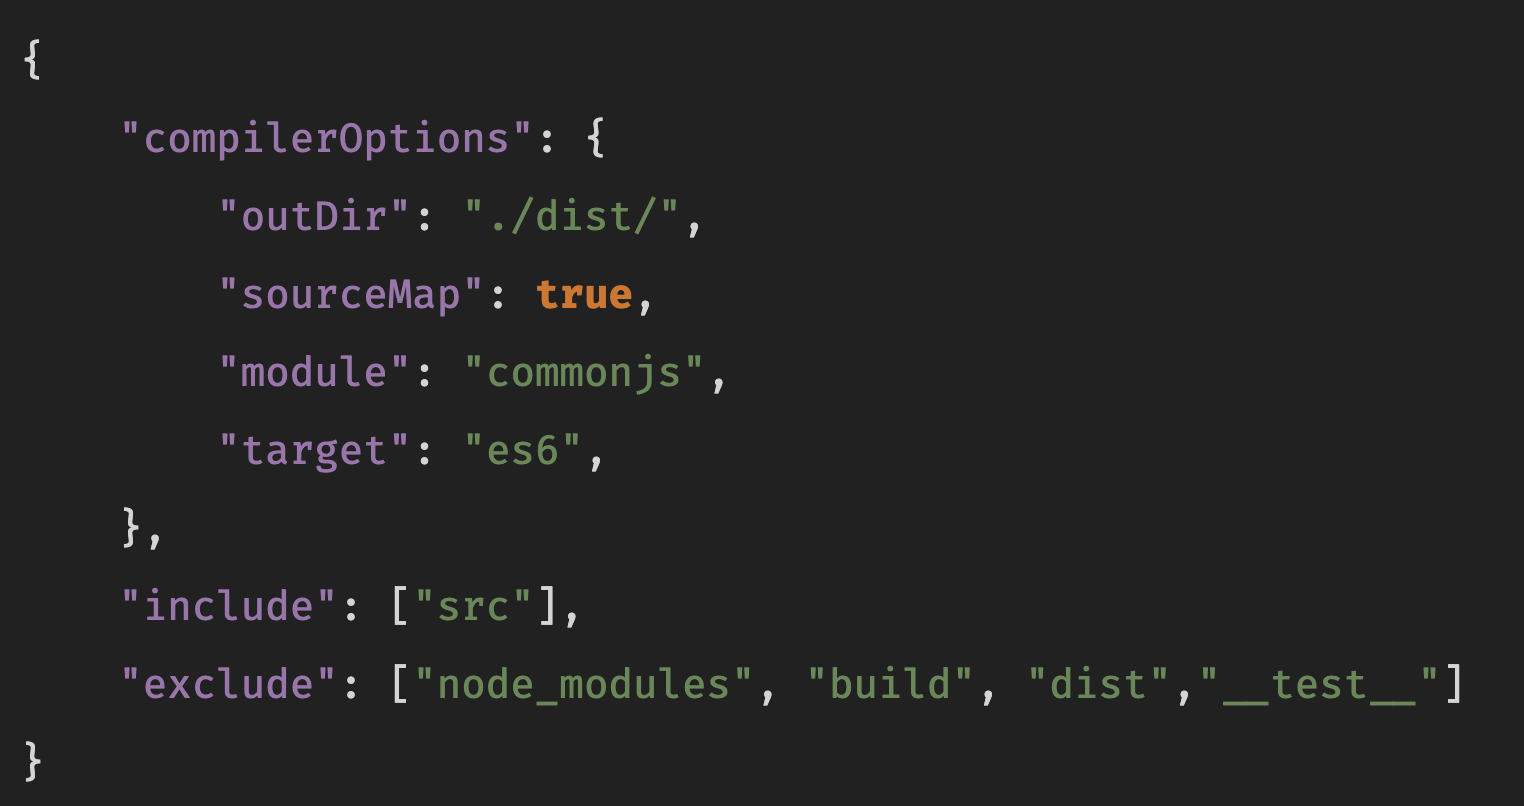 {
    "compilerOptions": {
        "outDir": "./dist/",
        "sourceMap": true,
        "module": "commonjs",
        "target": "es6",
    },
    "include": ["src"],
    "exclude": ["node_modules", "build", "dist","__test__"]
}